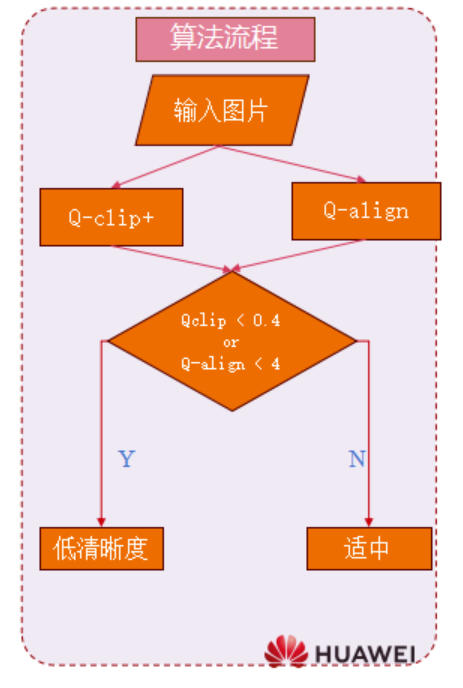 算法流程
输入图片
Q-clip+
Q-align
Qclip < 0.4
or
Q-align < 4
Y
N
低清晰度
适中
HUAWEI